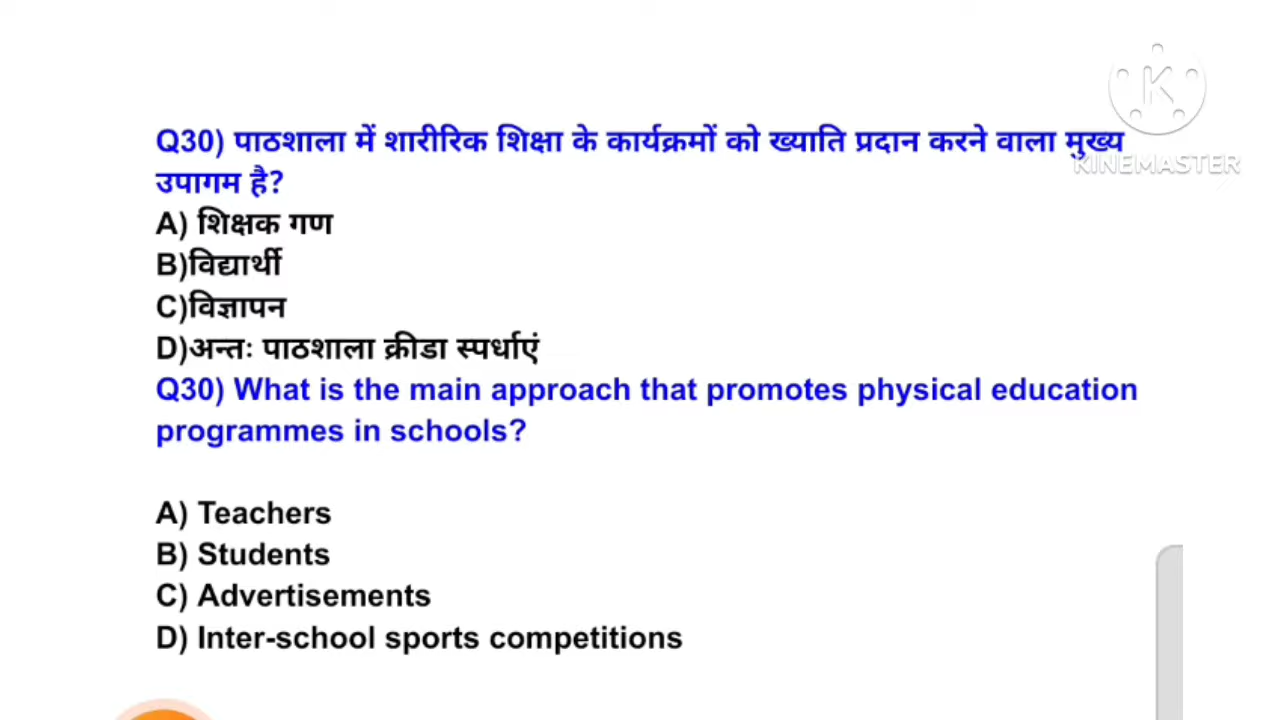 Q30) पाठशाला में शारीरिक शिक्षा के कार्यक्रमों को ख्याति प्रदान करने वाला मुख्य
उपागम है?
A) शिक्षक गण
B)विद्यार्थी
C)विज्ञापन
D)अन्तः पाठशाला क्रीडा स्पर्धाएं
Q30) What is the main approach that promotes physical education
programmes in schools?
A) Teachers
B) Students
C) Advertisements
D) Inter-school sports competitions
K
KINEMASTER